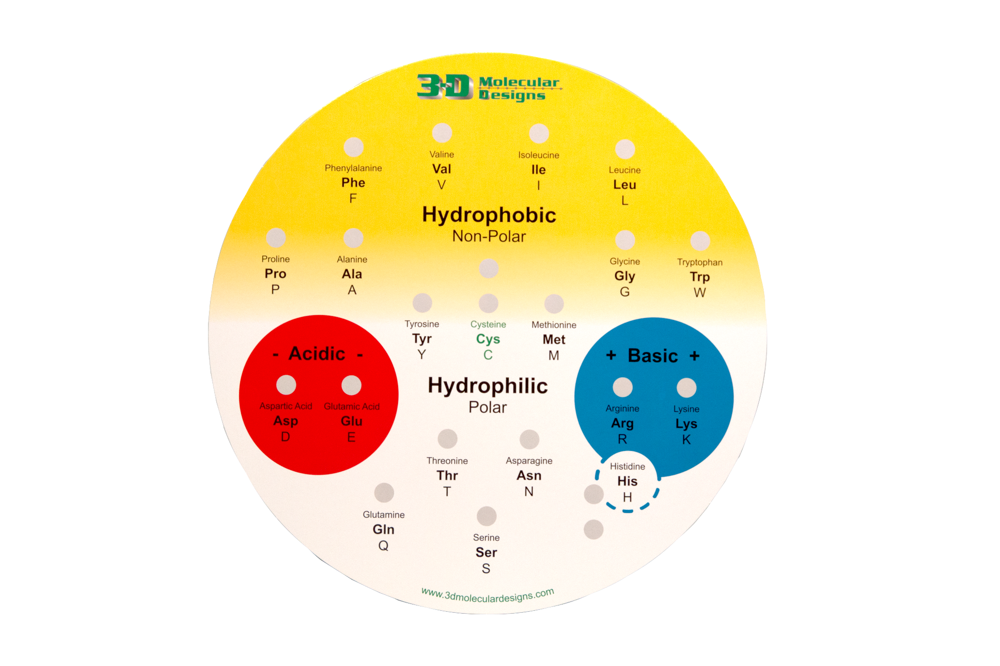 3-D Molecular
Designs
Valine
Val
V
Isoleucine
Ile
I
Phenylalanine
Phe
F
Leucine
Leu
L
Hydrophobic
Non-Polar
Proline
Pro
P
Alanine
Ala
A
Glycine
Gly
G
Tryptophan
Trp
W
Tyrosine
Tyr
Y
Cysteine
Cys
C
Methionine
Met
M
- Acidic -
Aspartic Acid
Asp
D
Glutamic Acid
Glu
E
+ Basic +
Arginine
Arg
R
Lysine
Lys
K
Histidine
His
H
Hydrophilic
Polar
Threonine
Thr
T
Asparagine
Asn
N
Glutamine
Gln
Q
Serine
Ser
S
www.3dmoleculardesigns.com